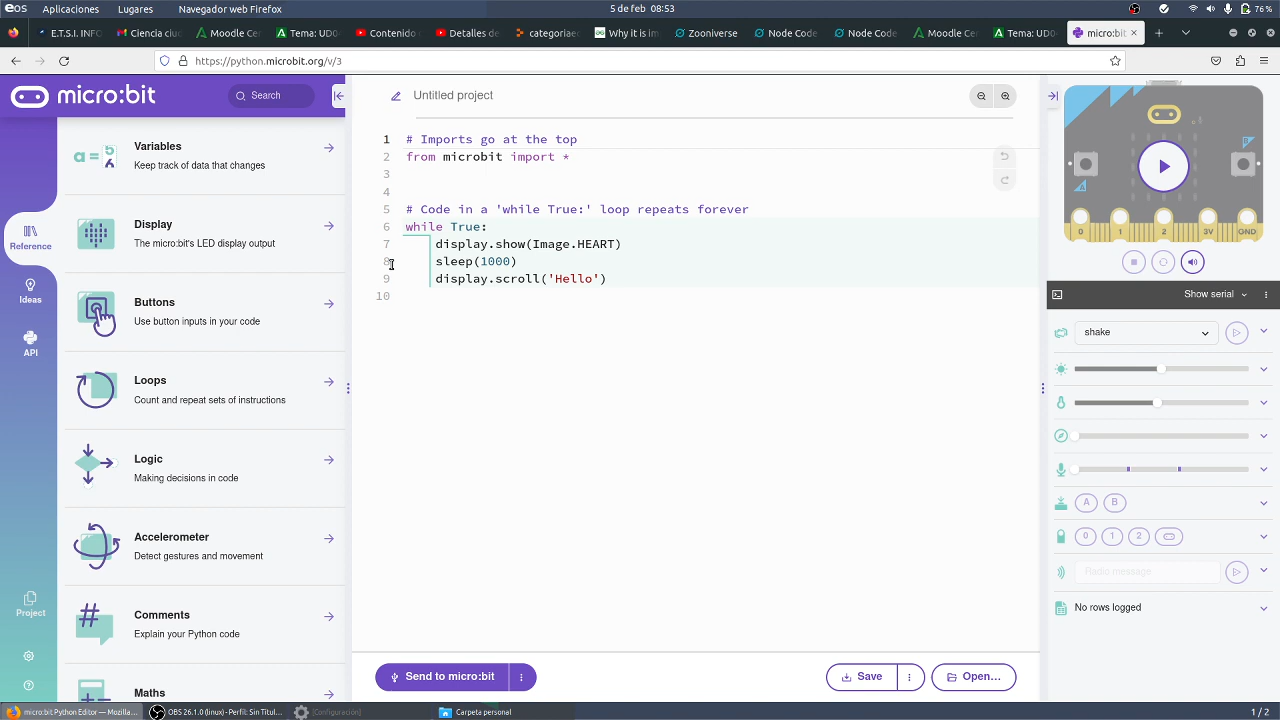 eos Aplicaciones Lugares Navegador web Firefox 5 de feb 08:53 76 %
E.T.S.I. INFO Ciencia ciud Moodle Cen Tema: UD0 Contenido Detalles de categoriae Why it is im Zooniverse Node Code Node Code Moodle Cen Tema: UD0 micro:bit
https://python.microbit.org/v/3
micro:bit
Search
Untitled project
Reference
Ideas
API
Project
Variables
Keep track of data that changes
Display
The micro:bit's LED display output
Buttons
Use button inputs in your code
Loops
Count and repeat sets of instructions
Logic
Making decisions in code
Accelerometer
Detect gestures and movement
Comments
Explain your Python code
Maths
1 # Imports go at the top
2 from microbit import *
3
4
5 # Code in a 'while True:' loop repeats forever
6 while True:
7 display.show(Image.HEART)
8 sleep(1000)
9 display.scroll('Hello')
10
Send to micro:bit
Save
Open...
A
B
0 1 2 3V GND
Show serial
shake
A B
0 1 2
Radio message
No rows logged
micro:bit Python Editor — Mozilla... OBS 26.1.0 (linux) - Perfil: Sin Titul... [Configuración] Carpeta personal 1 / 2